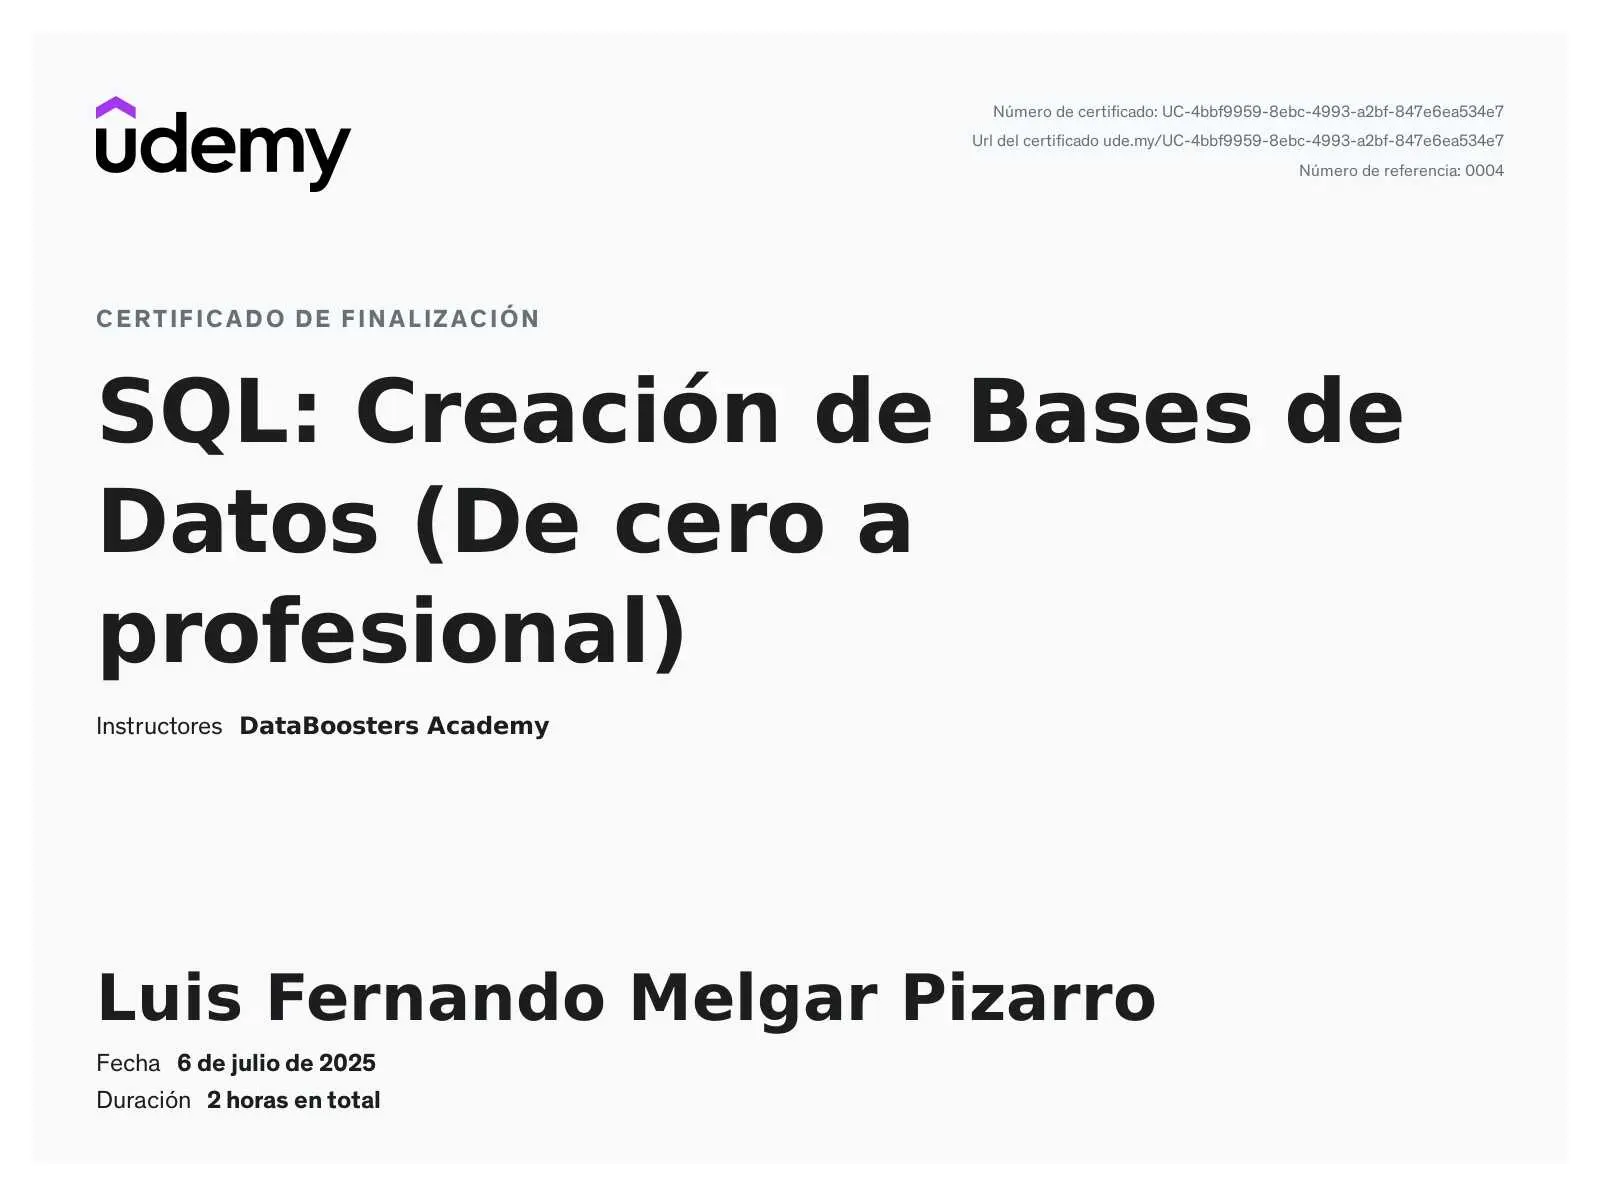 udemy
Número de certificado: UC-4bbf9959-8ebc-4993-a2bf-847e6ea534e7
Url del certificado ude.my/UC-4bbf9959-8ebc-4993-a2bf-847e6ea534e7
Número de referencia: 0004
CERTIFICADO DE FINALIZACIÓN
SQL: Creación de Bases de
Datos (De cero a
profesional)
Instructores DataBoosters Academy
Luis Fernando Melgar Pizarro
Fecha 6 de julio de 2025
Duración 2 horas en total